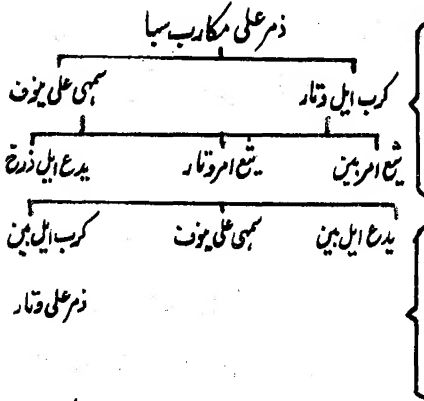 ذمر علی مکارب سبا
کرب ایل وتار سمہی علی ینوف
یثع امر بین یثع امر وتار یدع ایل ذرح
یدع ایل بین سمہی علی ینوف کرب ایل بین
ذمر علی وتار